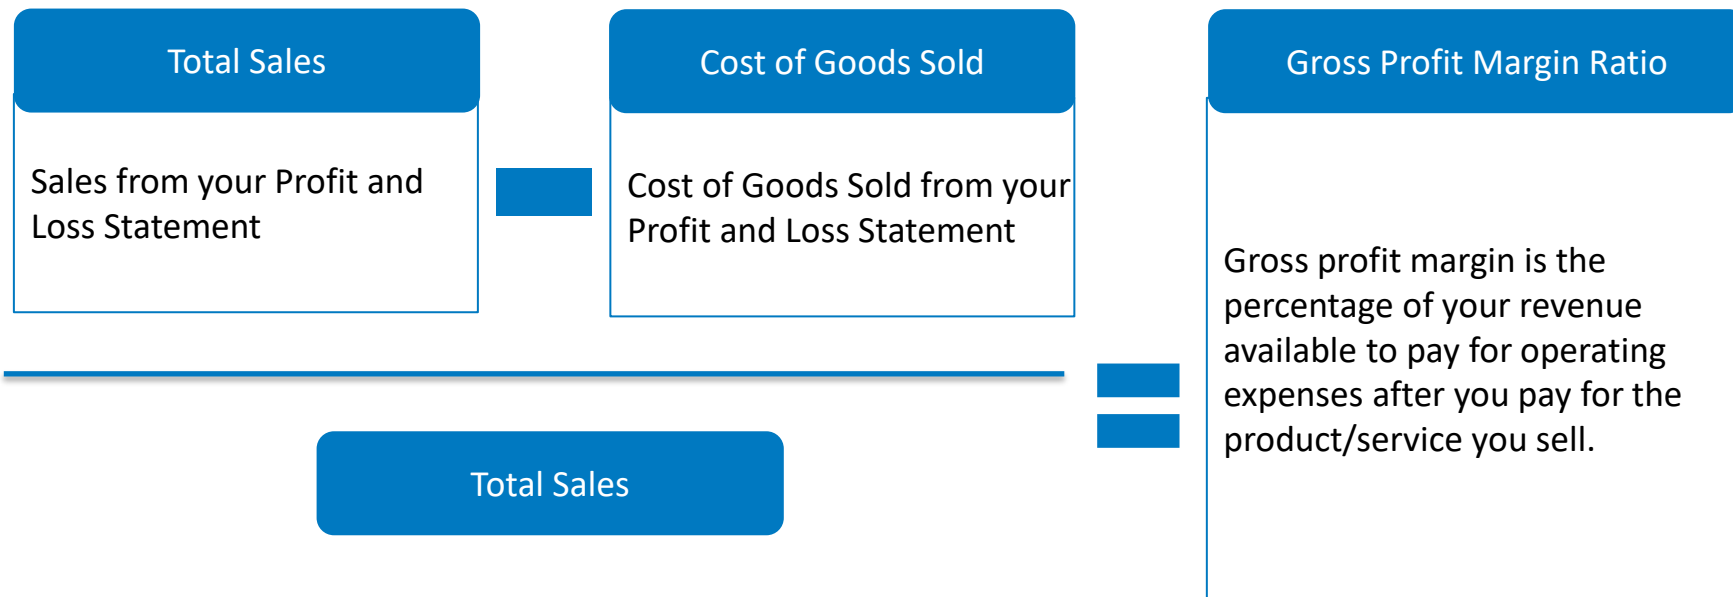 Total Sales
Sales from your Profit and
Loss Statement
Cost of Goods Sold
Cost of Goods Sold from your
Profit and Loss Statement
Total Sales
Gross Profit Margin Ratio
Gross profit margin is the
percentage of your revenue
available to pay for operating
expenses after you pay for the
product/service you sell.